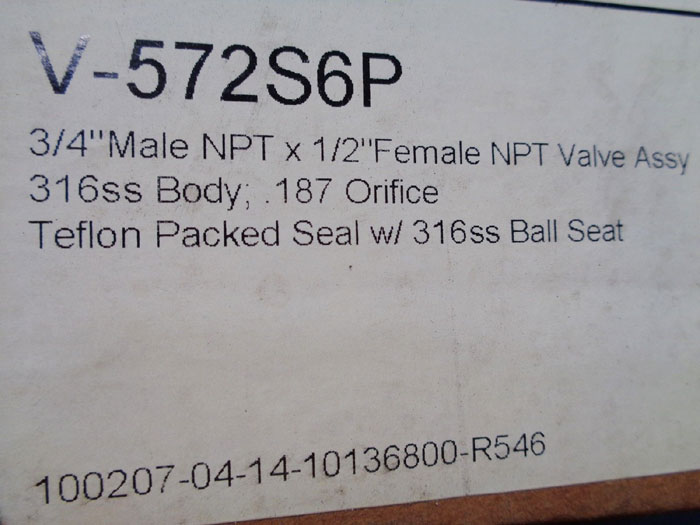 V-572S6P
3/4"Male NPT x 1/2"Female NPT Valve Assy
316ss Body; .187 Orifice
Teflon Packed Seal w/ 316ss Ball Seat
100207-04-14-10136800-R546